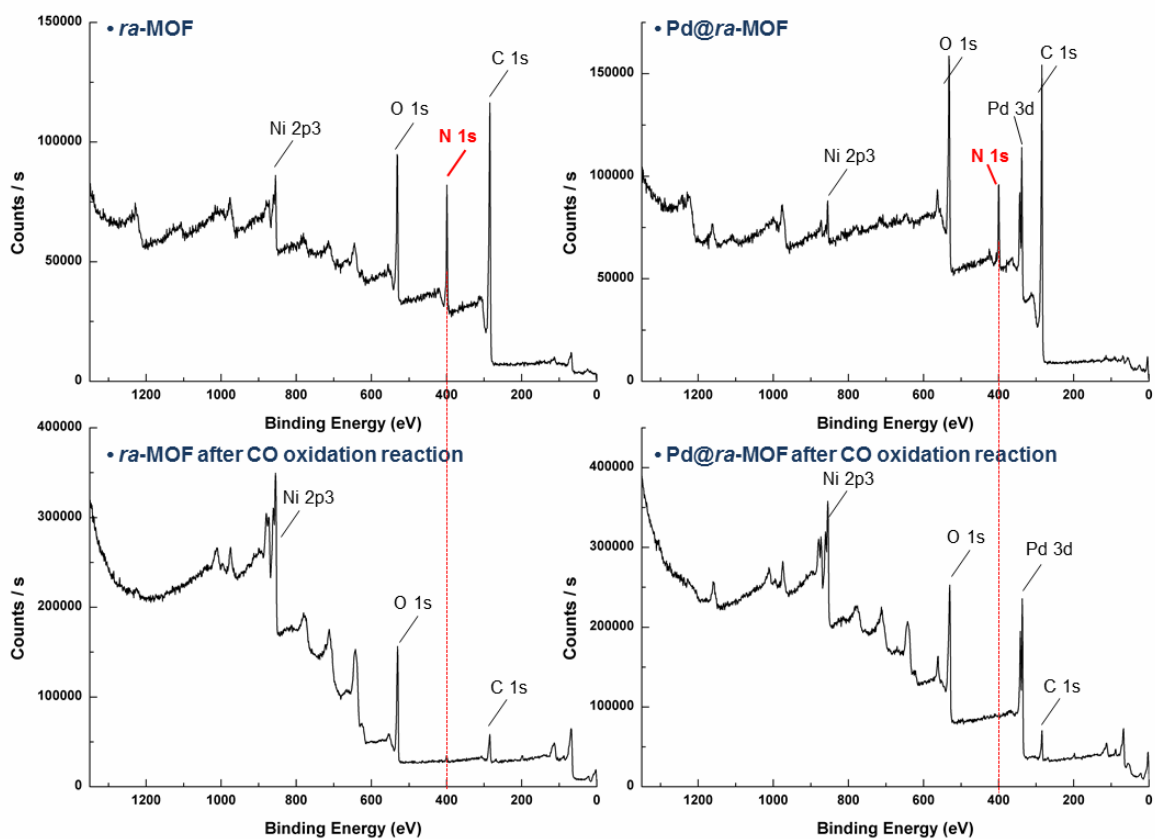 • ra-MOF
150000
100000
50000
0
Counts / s
Ni 2p3
O 1s
N 1s
C 1s
1200 1000 800 600 400 200 0
Binding Energy (eV)
• Pd@ra-MOF
150000
100000
50000
0
Counts / s
Ni 2p3
O 1s
N 1s
Pd 3d
C 1s
1200 1000 800 600 400 200 0
Binding Energy (eV)
• ra-MOF after CO oxidation reaction
400000
300000
200000
100000
0
Counts / s
Ni 2p3
O 1s
C 1s
1200 1000 800 600 400 200 0
Binding Energy (eV)
• Pd@ra-MOF after CO oxidation reaction
400000
300000
200000
100000
0
Counts / s
Ni 2p3
O 1s
Pd 3d
C 1s
1200 1000 800 600 400 200 0
Binding Energy (eV)